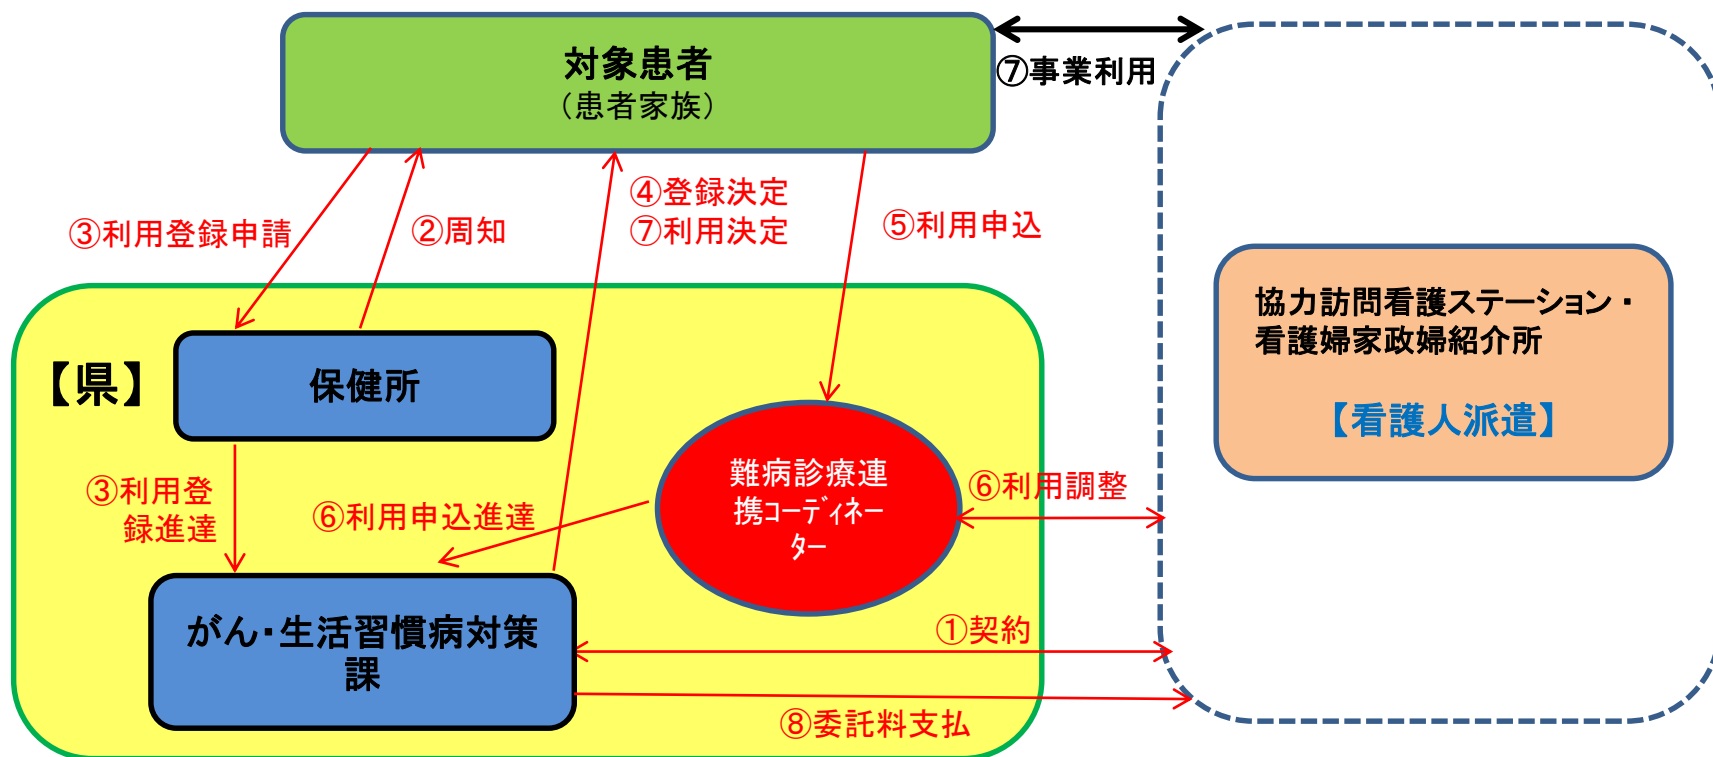 対象患者
（患者家族）
⑦事業利用
④登録決定
⑦利用決定
③利用登録申請
②周知
⑤利用申込
協力訪問看護ステーション・
看護婦家政婦紹介所
【看護人派遣】
【県】
保健所
難病診療連
携ｺｰﾃﾞｨﾈｰ
ﾀｰ
③利用登
録進達
⑥利用申込進達
⑥利用調整
がん・生活習慣病対策
課
①契約
⑧委託料支払